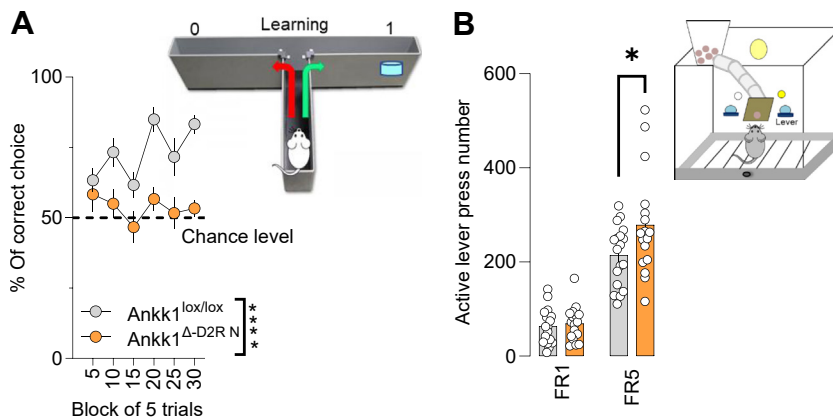 A
0 Learning 1
100
50
0
% Of correct choice
Chance level
Ankk1lox/lox
Ankk1Δ-D2R N
****
5 10 15 20 25 30
Block of 5 trials
B
600
400
200
0
Active lever press number
*
FR1 FR5
Lever